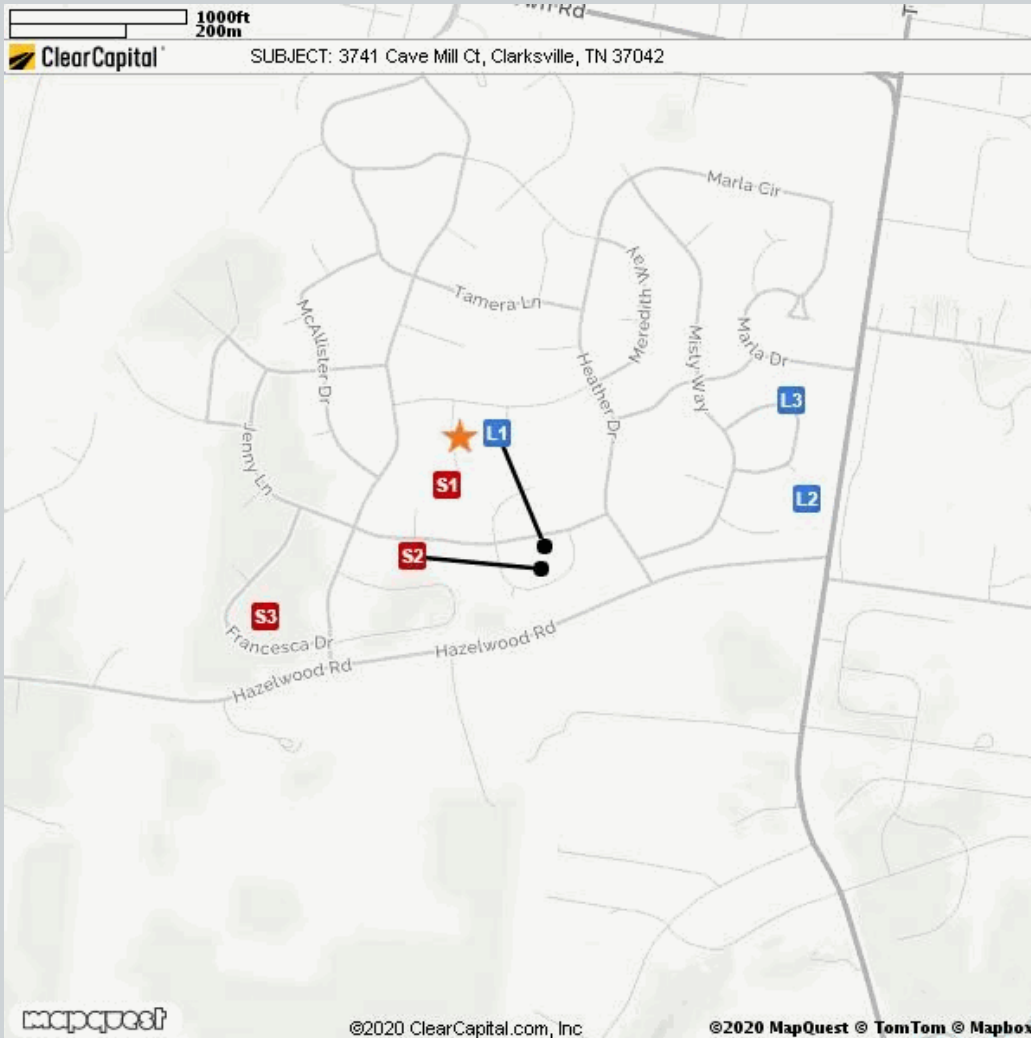 1000ft
200m
ClearCapital
SUBJECT: 3741 Cave Mill Ct, Clarksville, TN 37042
Rd
Marla Cir
Meredith Way
Tamera Ln
McAllister Dr
Misty Way
Marla Dr
Heather Dr
L3
L1
Jenny Ln
S1
L2
S2
S3
Francesca Dr
Hazelwood Rd
Hazelwood Rd
mapquest
©2020 ClearCapital.com, Inc
©2020 MapQuest © TomTom © Mapbox